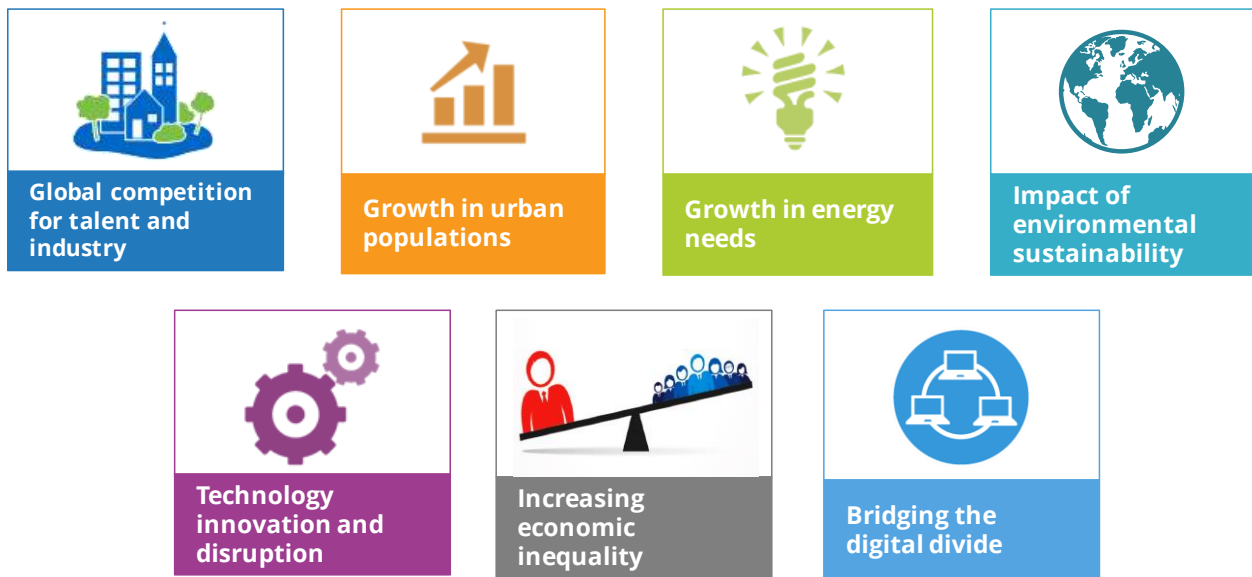 Global competition
for talent and
industry
Growth in urban
populations
Growth in energy
needs
Impact of
environmental
sustainability
Technology
innovation and
disruption
Increasing
economic
inequality
Bridging the
digital divide